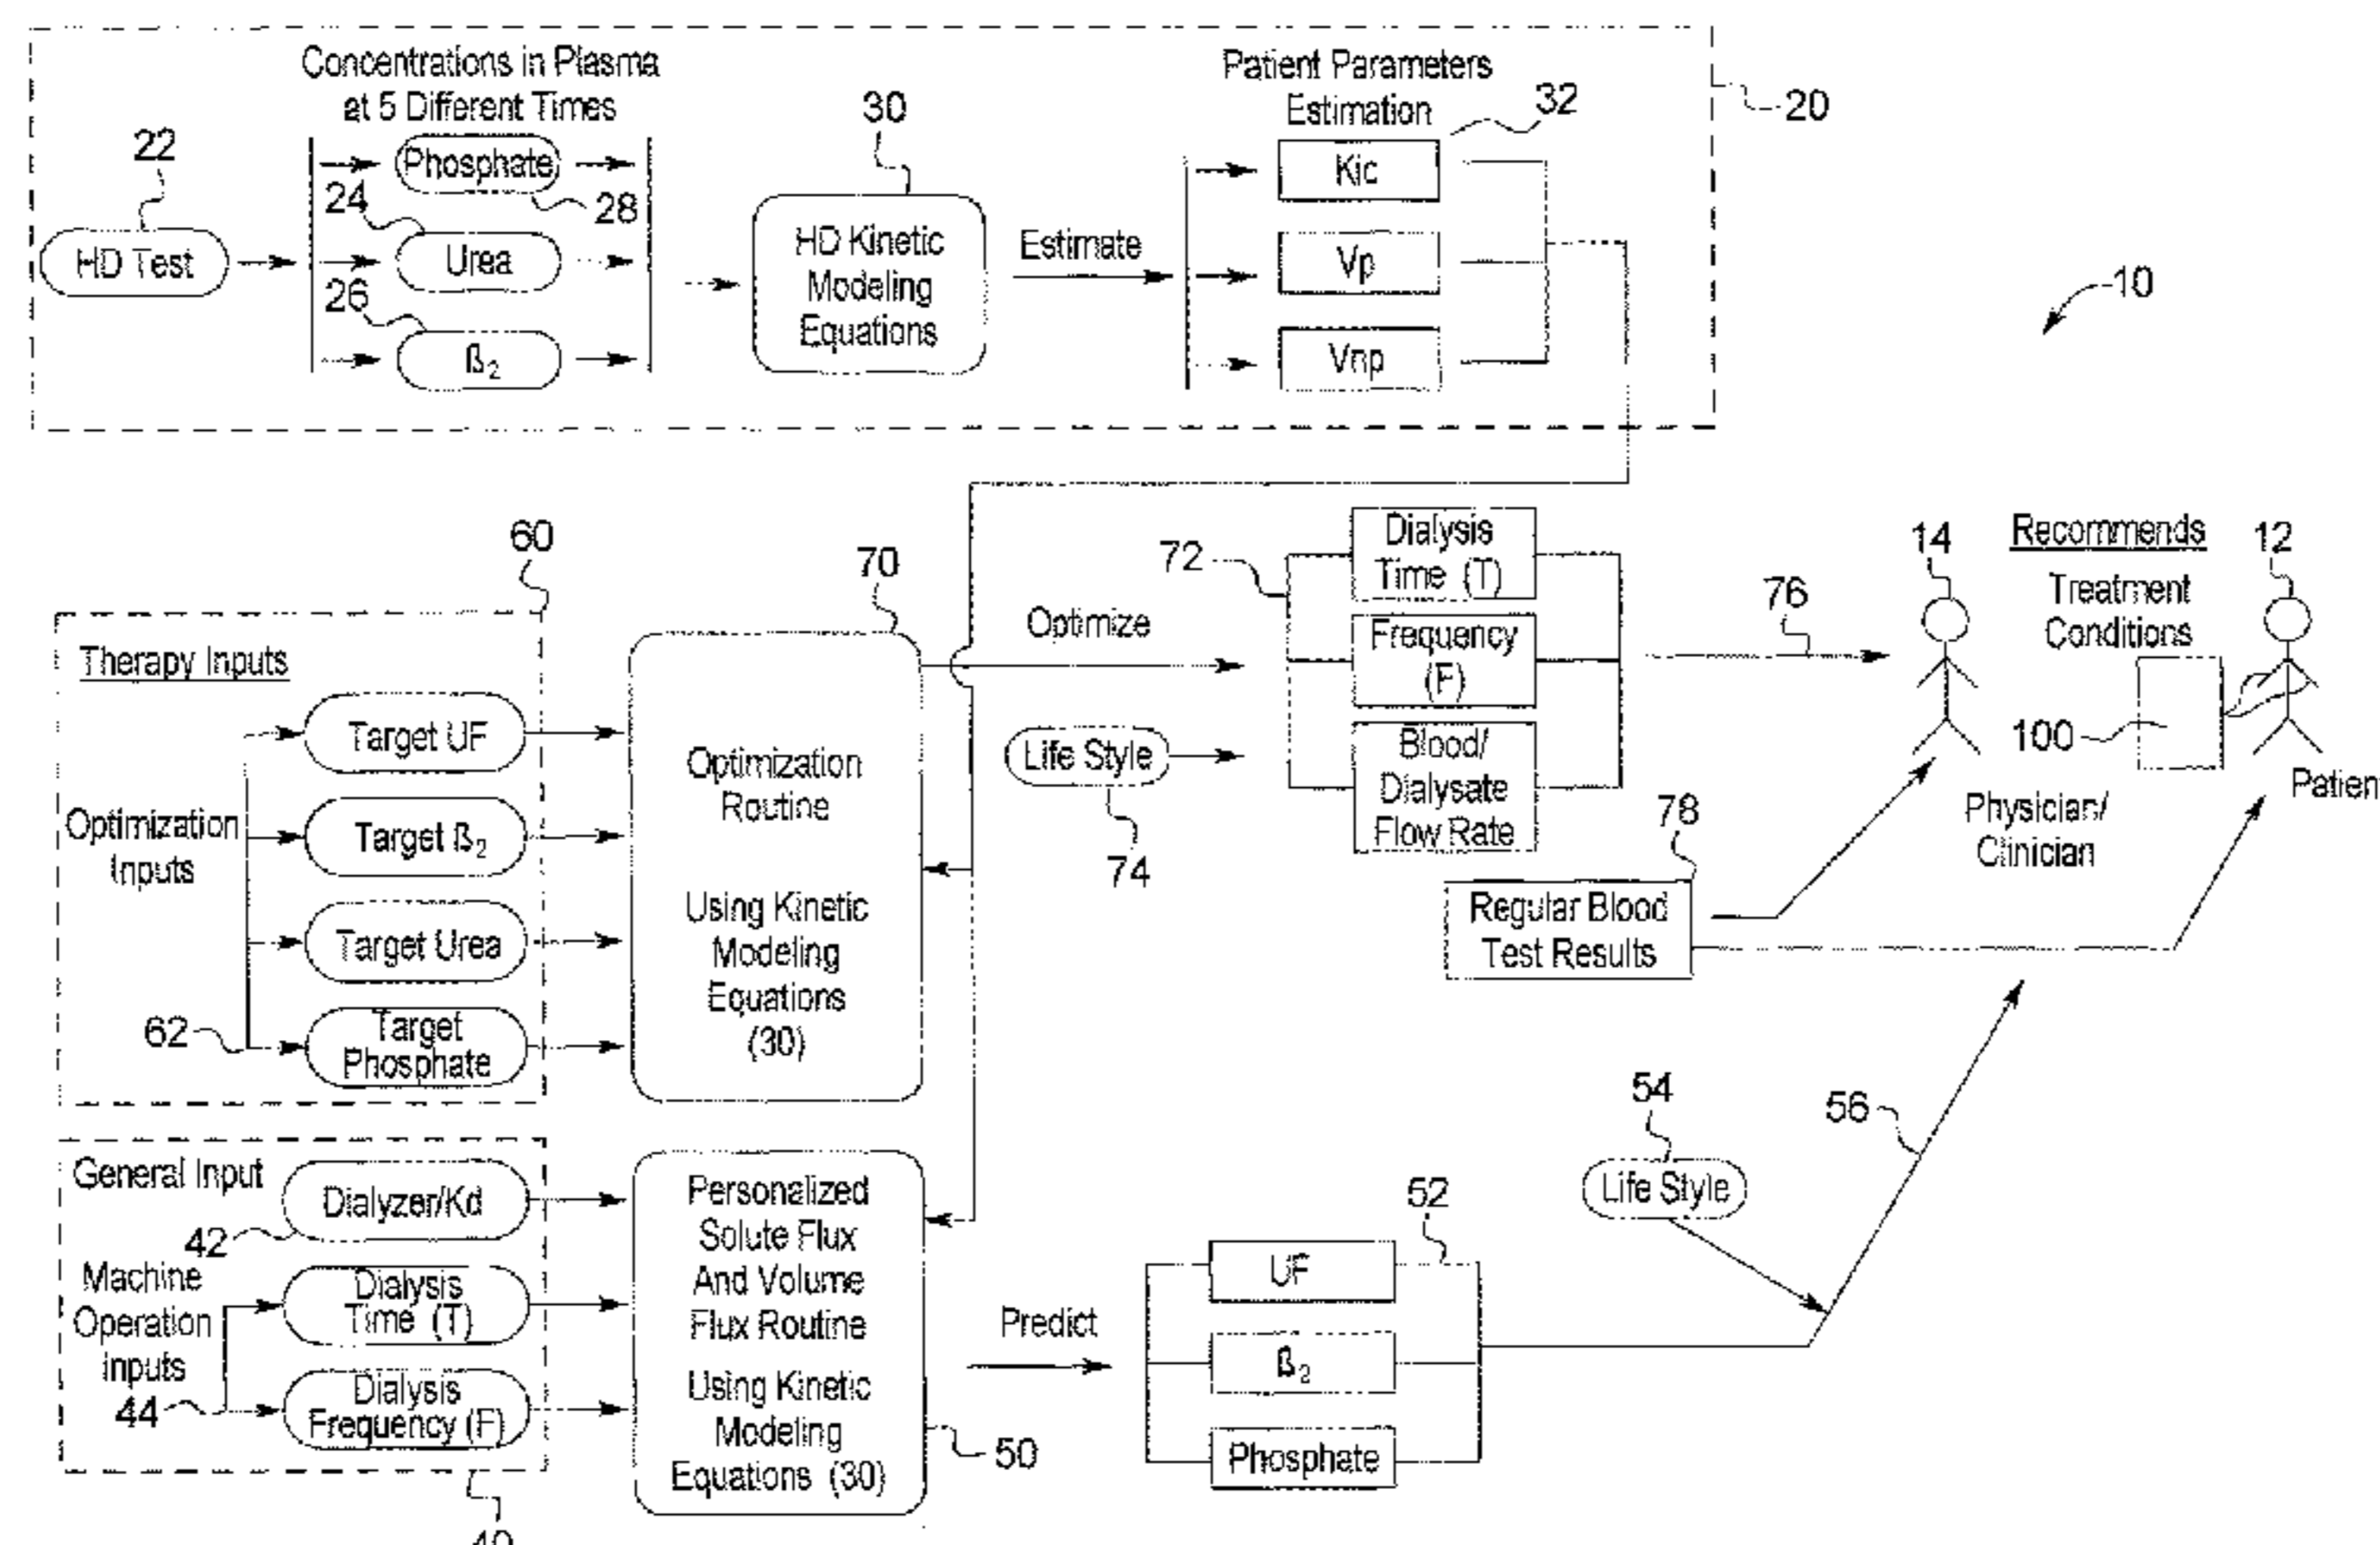 Concentrations in Plasma
at 5 Different Times
Patient Parameters
Estimation
32
20
30
22
Phosphate
28
24
Kic
HD Test
Urea
26
ß2
HD Kinetic
Modeling
Equations
Estimate
Vp
Vnp
10
60
70
72
Dialysis
Time (T)
14
Recommends
12
Optimize
Frequency
(F)
76
Treatment
Conditions
Therapy Inputs
Target UF
Optimization
Inputs
Target ß2
Target Urea
62
Target
Phosphate
Optimization
Routine
Using Kinetic
Modeling
Equations
(30)
Life Style
74
Blood/
Dialysate
Flow Rate
100
Patien
Physician/
Clinician
78
Regular Blood
Test Results
54
56
Life Style
General Input
Dialyzer/Kd
42
Machine
Operation
Inputs
44
Dialysis
Time (T)
Dialysis
Frequency (F)
Personalized
Solute Flux
And Volume
Flux Routine
Using Kinetic
Modeling
Equations (30)
50
Predict
52
UF
ß2
Phosphate